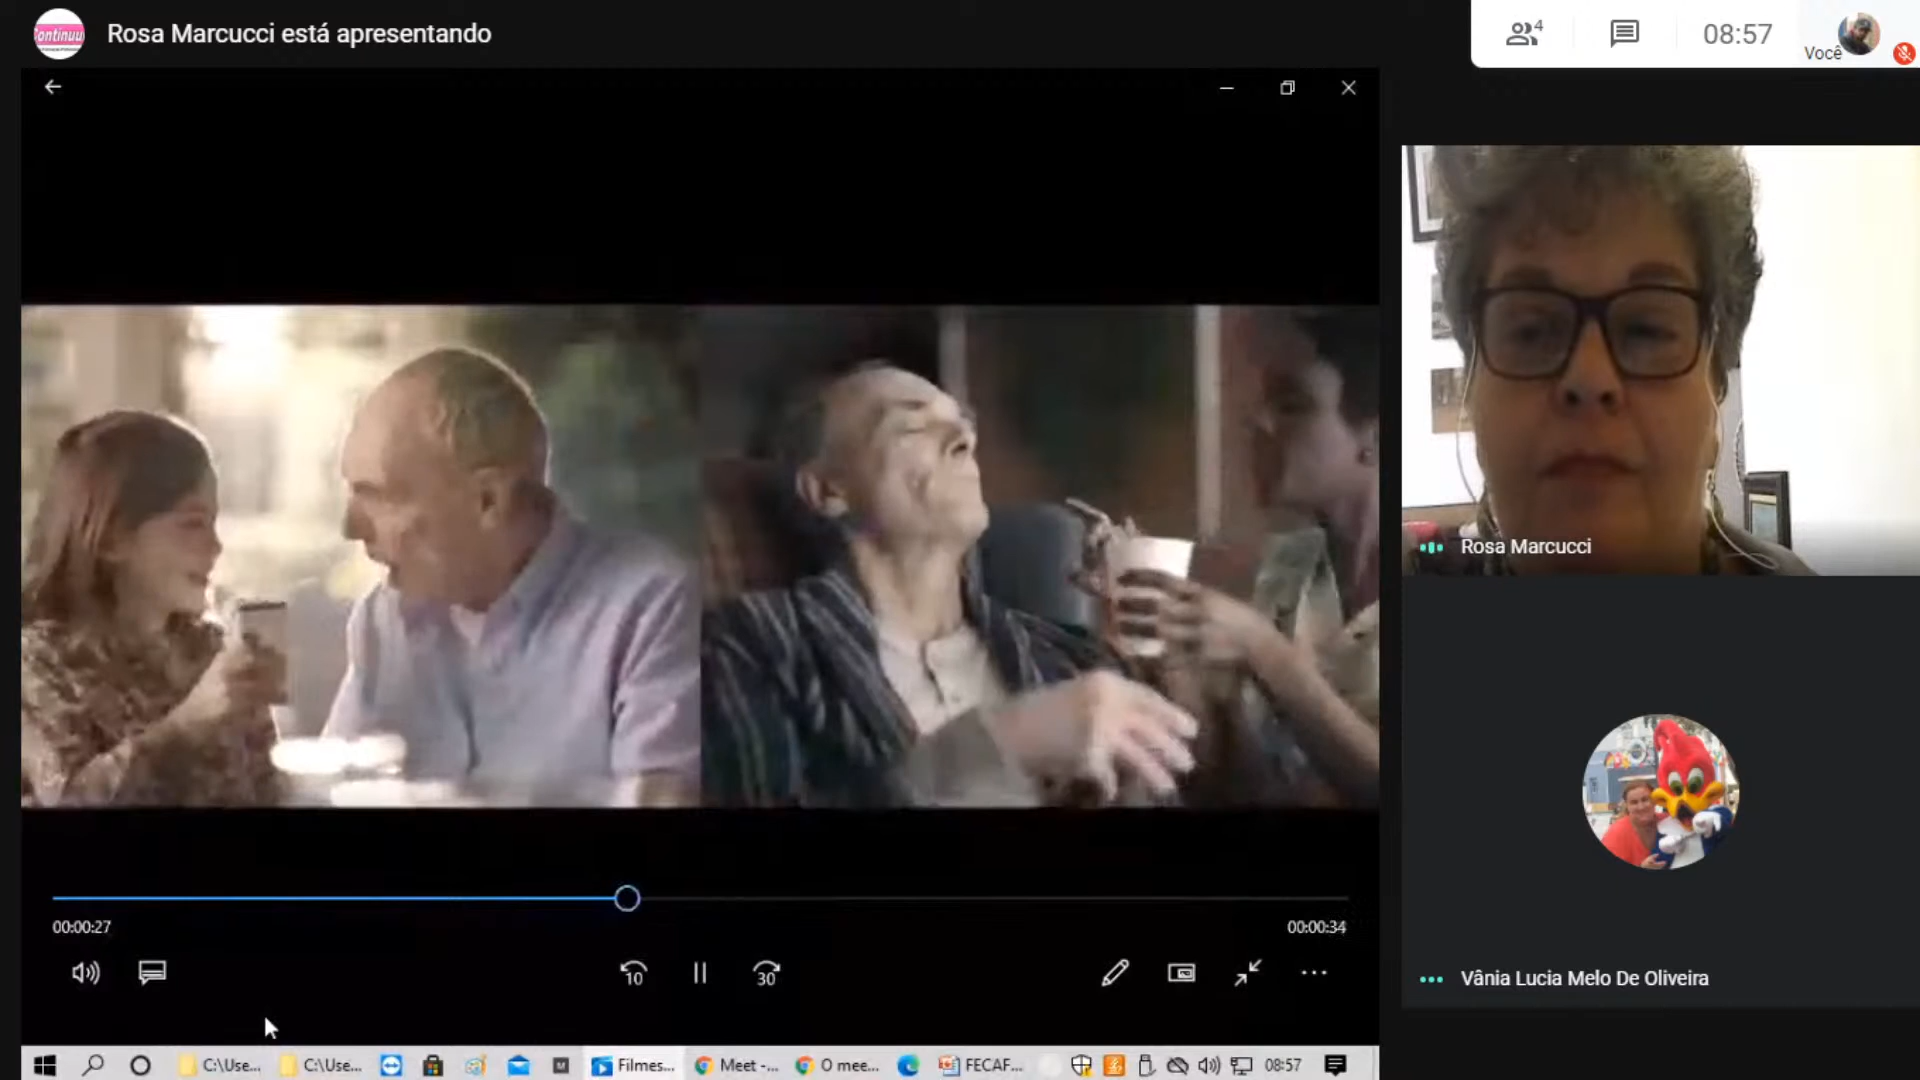 Continuu
Rosa Marcucci está apresentando
4
08:57
Você
Rosa Marcucci
Vânia Lucia Melo De Oliveira
00:00:27
00:00:34
10
30
C:\Use...
C:\Use...
M
Filmes...
Meet -...
O mee...
FECAF...
08:57